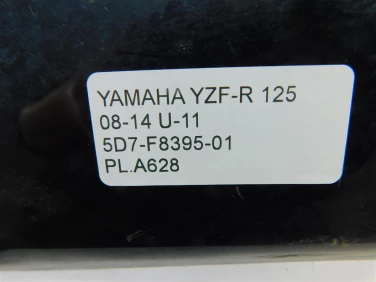 YAMAHA YZF-R 125
08-14 U-11
5D7-F8395-01
PL.A628